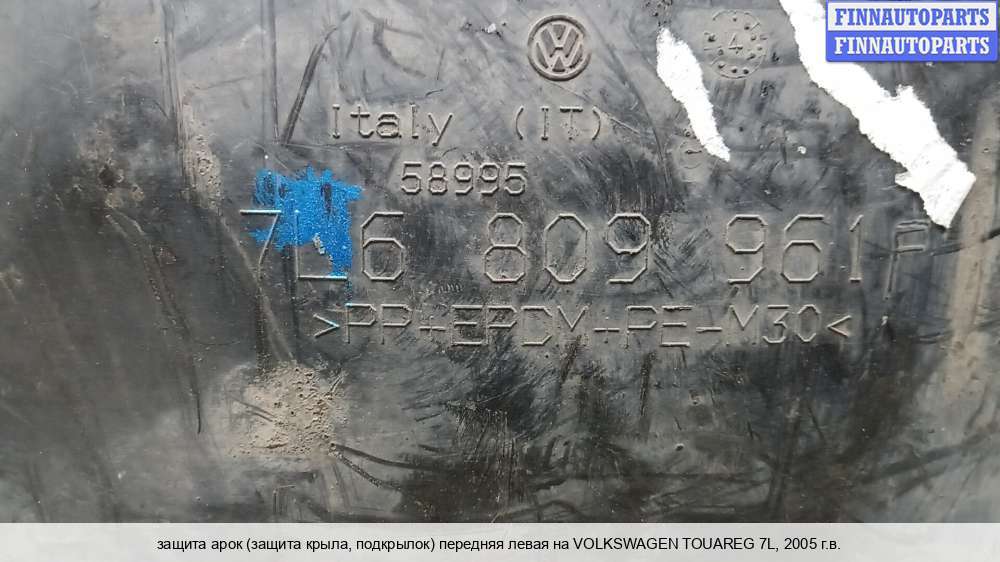 FINNAUTOPARTS
FINNAUTOPARTS
4
Italy (IT)
58995
7L6 809 961F
>PP+EPDM+PE-M30<
защита арок (защита крыла, подкрылок) передняя левая на VOLKSWAGEN TOUAREG 7L, 2005 г.в.